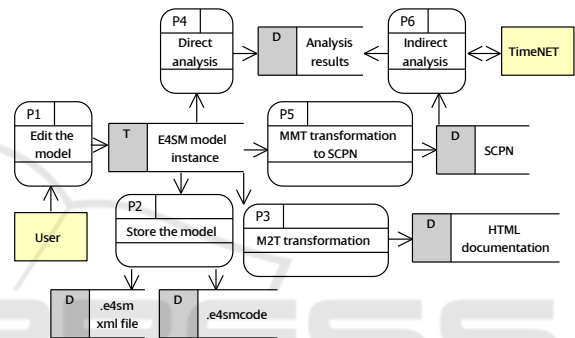 P4
Direct
analysis
D
Analysis
results
P6
Indirect
analysis
TimeNET
P1
Edit the
model
T
E4SM model
instance
P5
MMT transformation
to SCPN
D
SCPN
User
P2
Store the model
P3
M2T transformation
D
HTML
documentation
D
.e4sm
xml file
D
.e4smcode